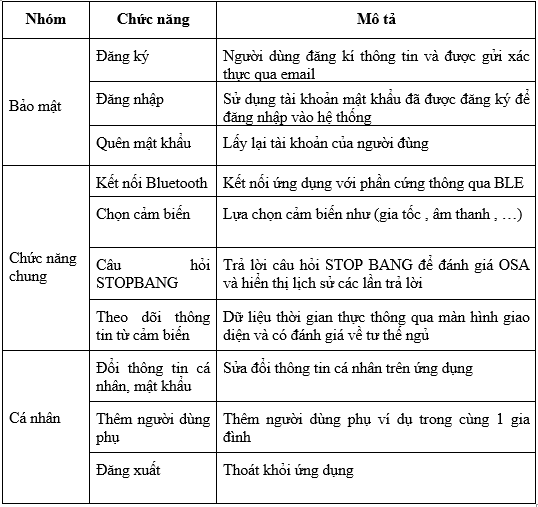 Nhóm Chức năng Mô tả
Bảo mật
Đăng ký
Người dùng đăng kí thông tin và được gửi xác
thực qua email
Đăng nhập
Sử dụng tài khoản mật khẩu đã được đăng ký để
đăng nhập vào hệ thống
Quên mật khẩu
Lấy lại tài khoản của người đùng
Chức năng
chung
Kết nối Bluetooth
Kết nối ứng dụng với phần cứng thông qua BLE
Chọn cảm biến
Lựa chọn cảm biến như (gia tốc , âm thanh , …)
Câu hỏi
STOPBANG
Trả lời câu hỏi STOP BANG để đánh giá OSA
và hiển thị lịch sử các lần trả lời
Theo dõi thông
tin từ cảm biến
Dữ liệu thời gian thực thông qua màn hình giao
diện và có đánh giá về tư thế ngủ
Cá nhân
Đổi thông tin cá
nhân, mật khẩu
Sửa đổi thông tin cá nhân trên ứng dụng
Thêm người dùng
phụ
Thêm người dùng phụ ví dụ trong cùng 1 gia
đình
Đăng xuất
Thoát khỏi ứng dụng